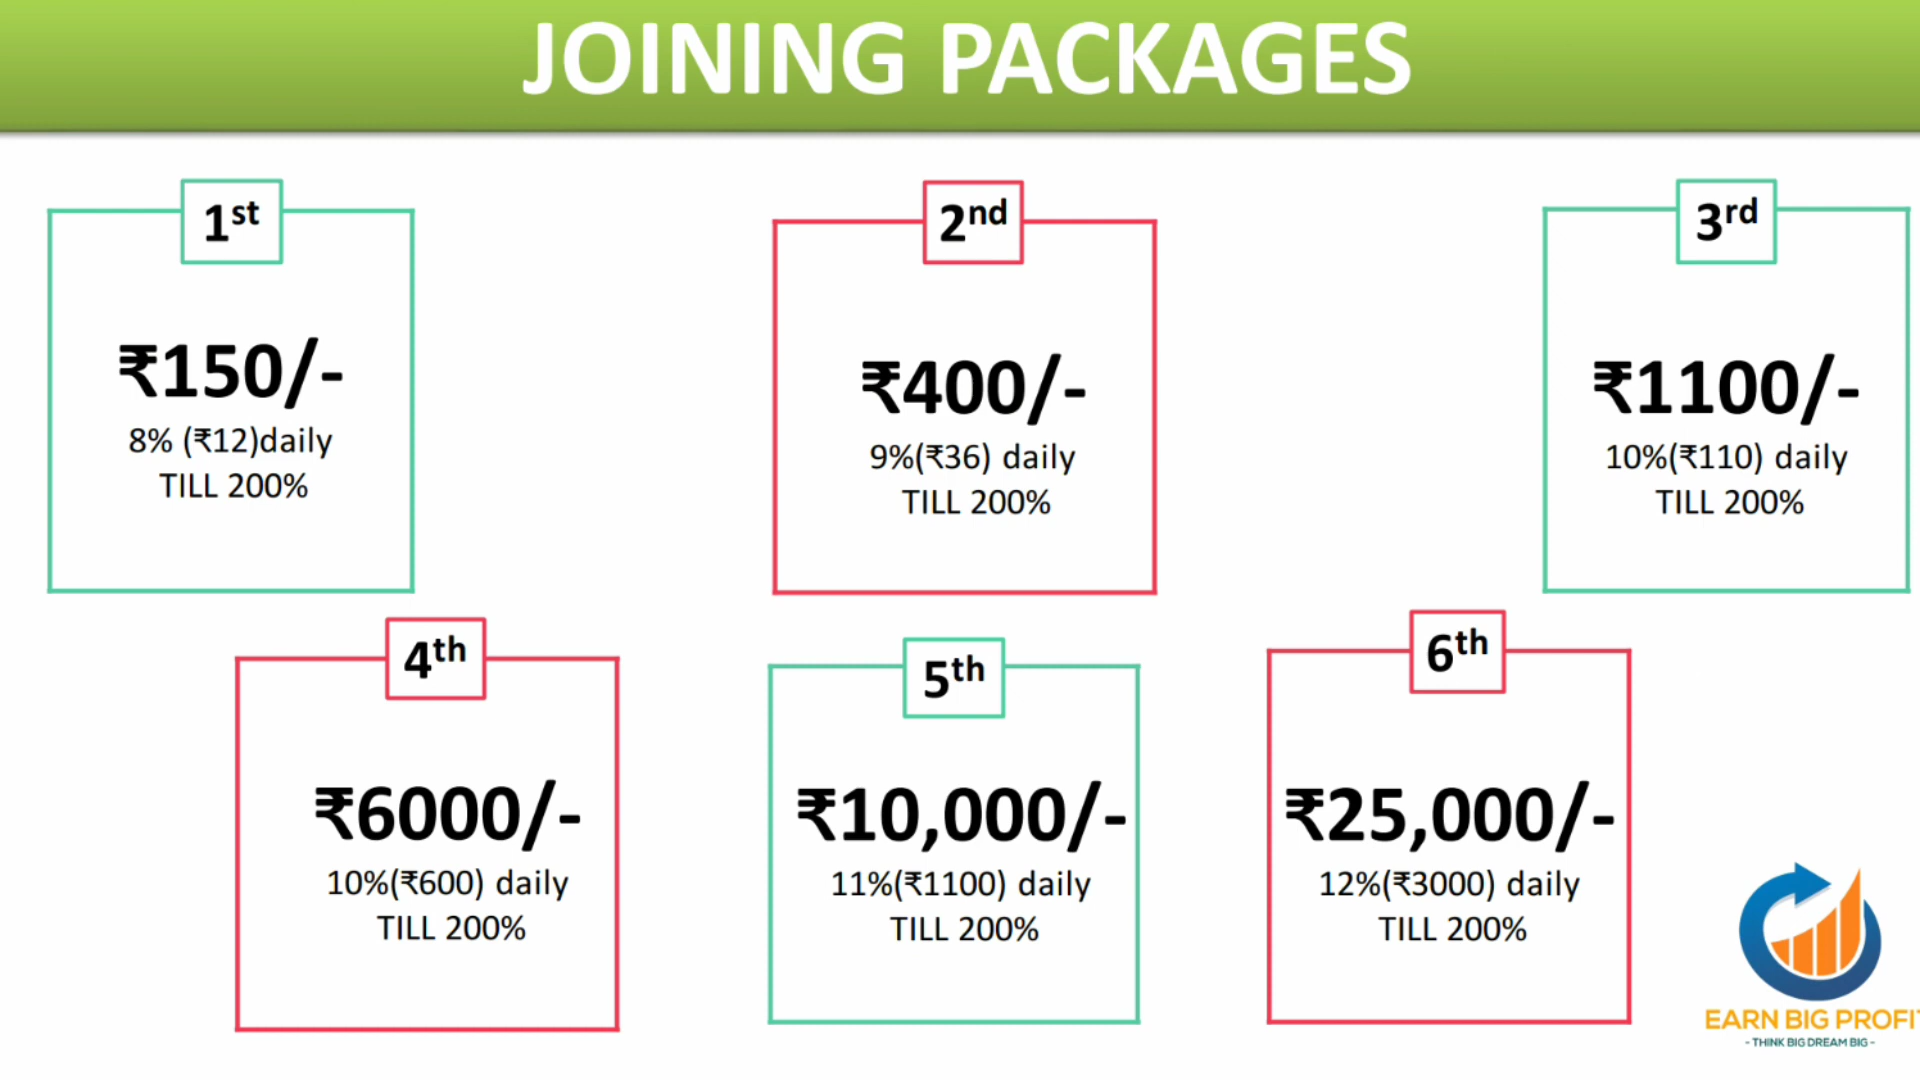 JOINING PACKAGES
1st
₹150/-
8% (₹12)daily
TILL 200%
2nd
₹400/-
9%(₹36) daily
TILL 200%
3rd
₹1100/-
10%(₹110) daily
TILL 200%
4th
₹6000/-
10%(₹600) daily
TILL 200%
5th
₹10,000/-
11%(₹1100) daily
TILL 200%
6th
₹25,000/-
12%(₹3000) daily
TILL 200%
EARN BIG PROFIT
- THINK BIG DREAM BIG -